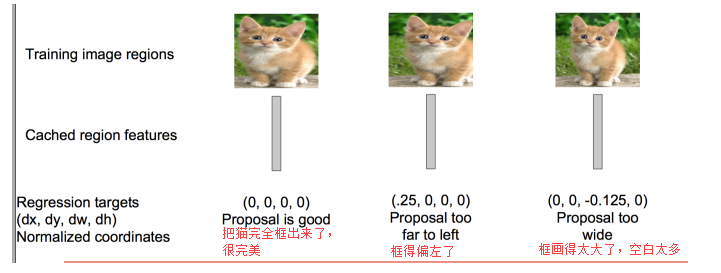 Training image regions
Cached region features
Regression targets
(dx, dy, dw, dh)
Normalized coordinates
(0, 0, 0, 0)
Proposal is good
把猫完全框出来了，
很完美
(.25, 0, 0, 0)
Proposal too
far to left
框得偏左了
(0, 0, -0.125, 0)
Proposal too
wide
框画得太大了，空白太多